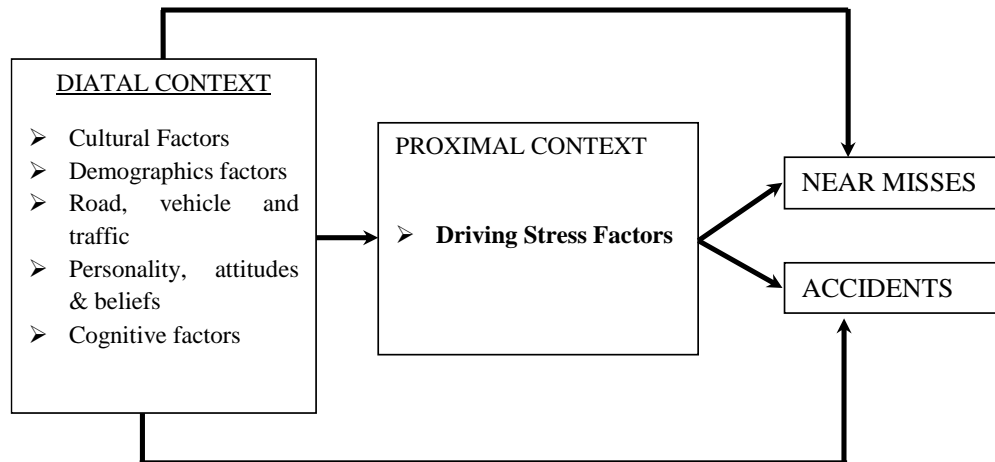 DIATAL CONTEXT
➢ Cultural Factors
➢ Demographics factors
➢ Road, vehicle and
traffic
➢ Personality, attitudes
& beliefs
➢ Cognitive factors
PROXIMAL CONTEXT
➢ Driving Stress Factors
NEAR MISSES
ACCIDENTS